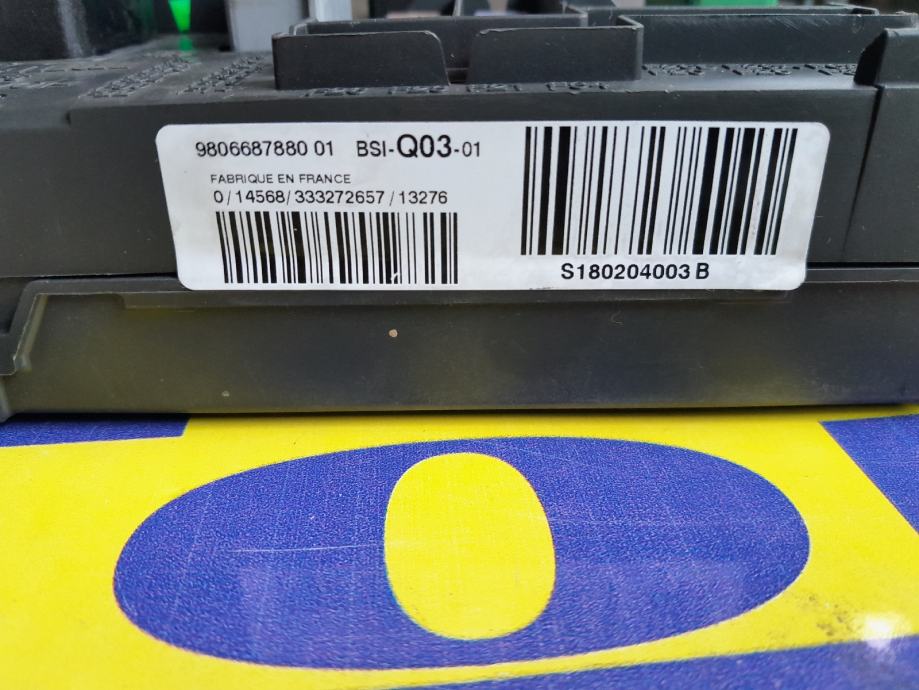 9806687880 01 BSI-Q03-01
FABRIQUE EN FRANCE
0/14568/333272657/13276
S180204003 B